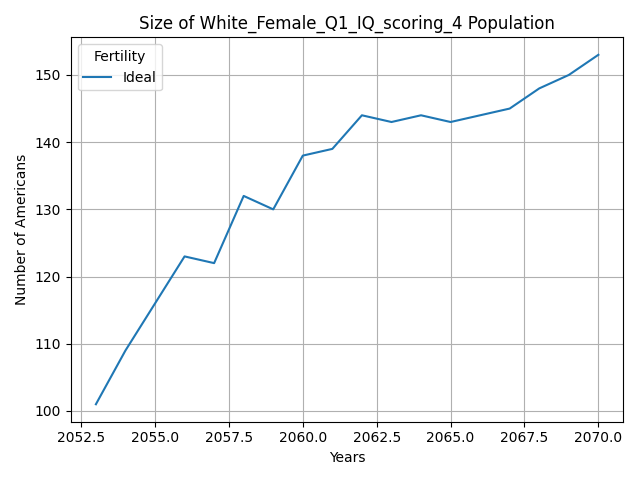 Size of White_Female_Q1_IQ_scoring_4 Population
Fertility
Ideal
Number of Americans
150
140
130
120
110
100
2052.5 2055.0 2057.5 2060.0 2062.5 2065.0 2067.5 2070.0
Years